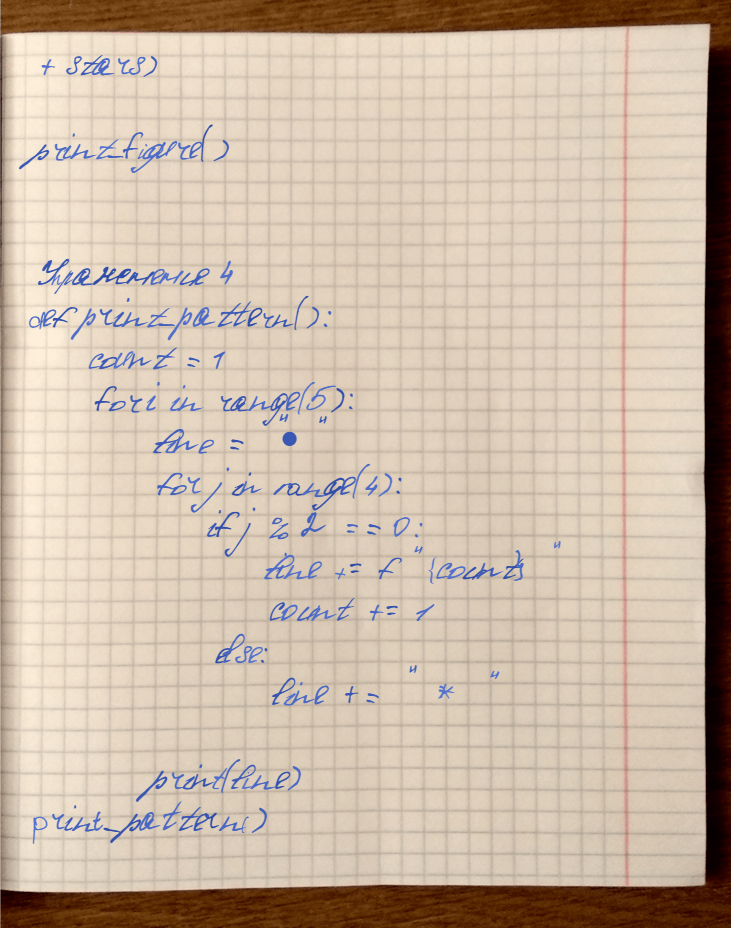 + stars)
print_figure()
Упражнение 4
def print_pattern():
count = 1
for i in range(5):
line = " • "
for j in range(4):
if j % 2 == 0:
line += f "{count} "
count += 1
else:
line += " * "
print(line)
print_pattern()